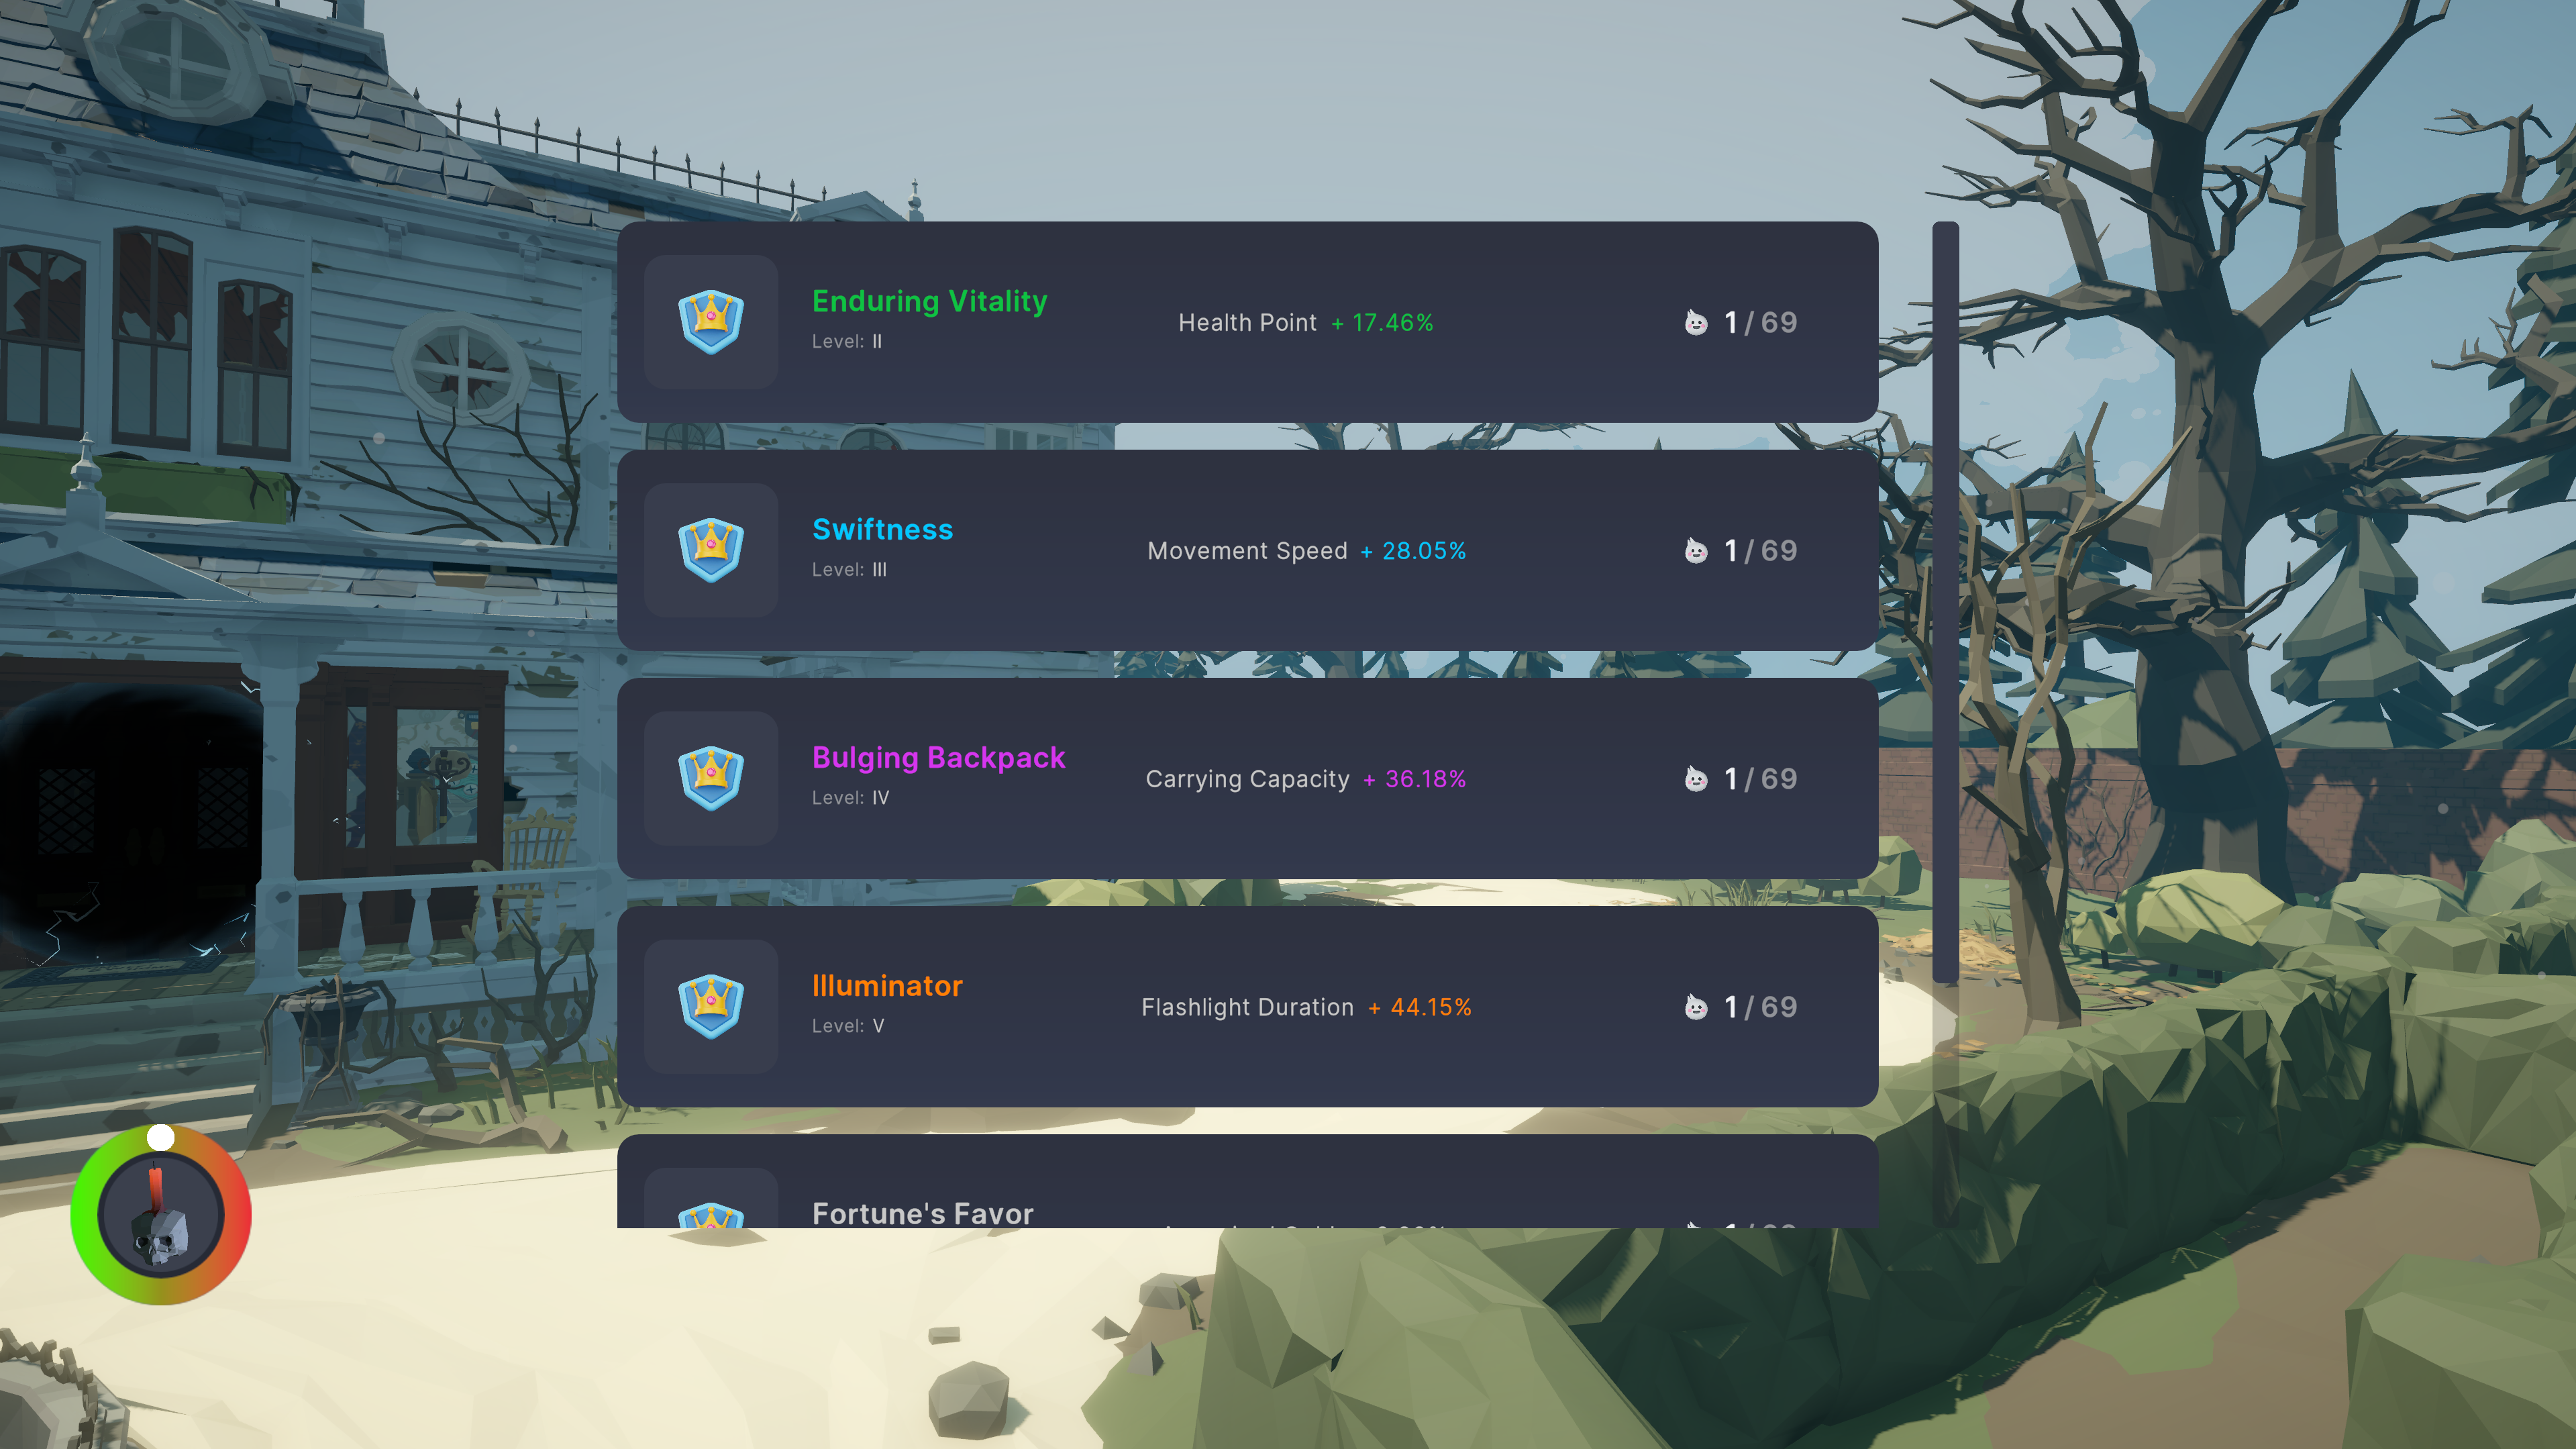 Enduring Vitality
Level: II
Health Point + 17.46%
1 / 69
Swiftness
Level: III
Movement Speed + 28.05%
1 / 69
Bulging Backpack
Level: IV
Carrying Capacity + 36.18%
1 / 69
Illuminator
Level: V
Flashlight Duration + 44.15%
1 / 69
Fortune's Favor